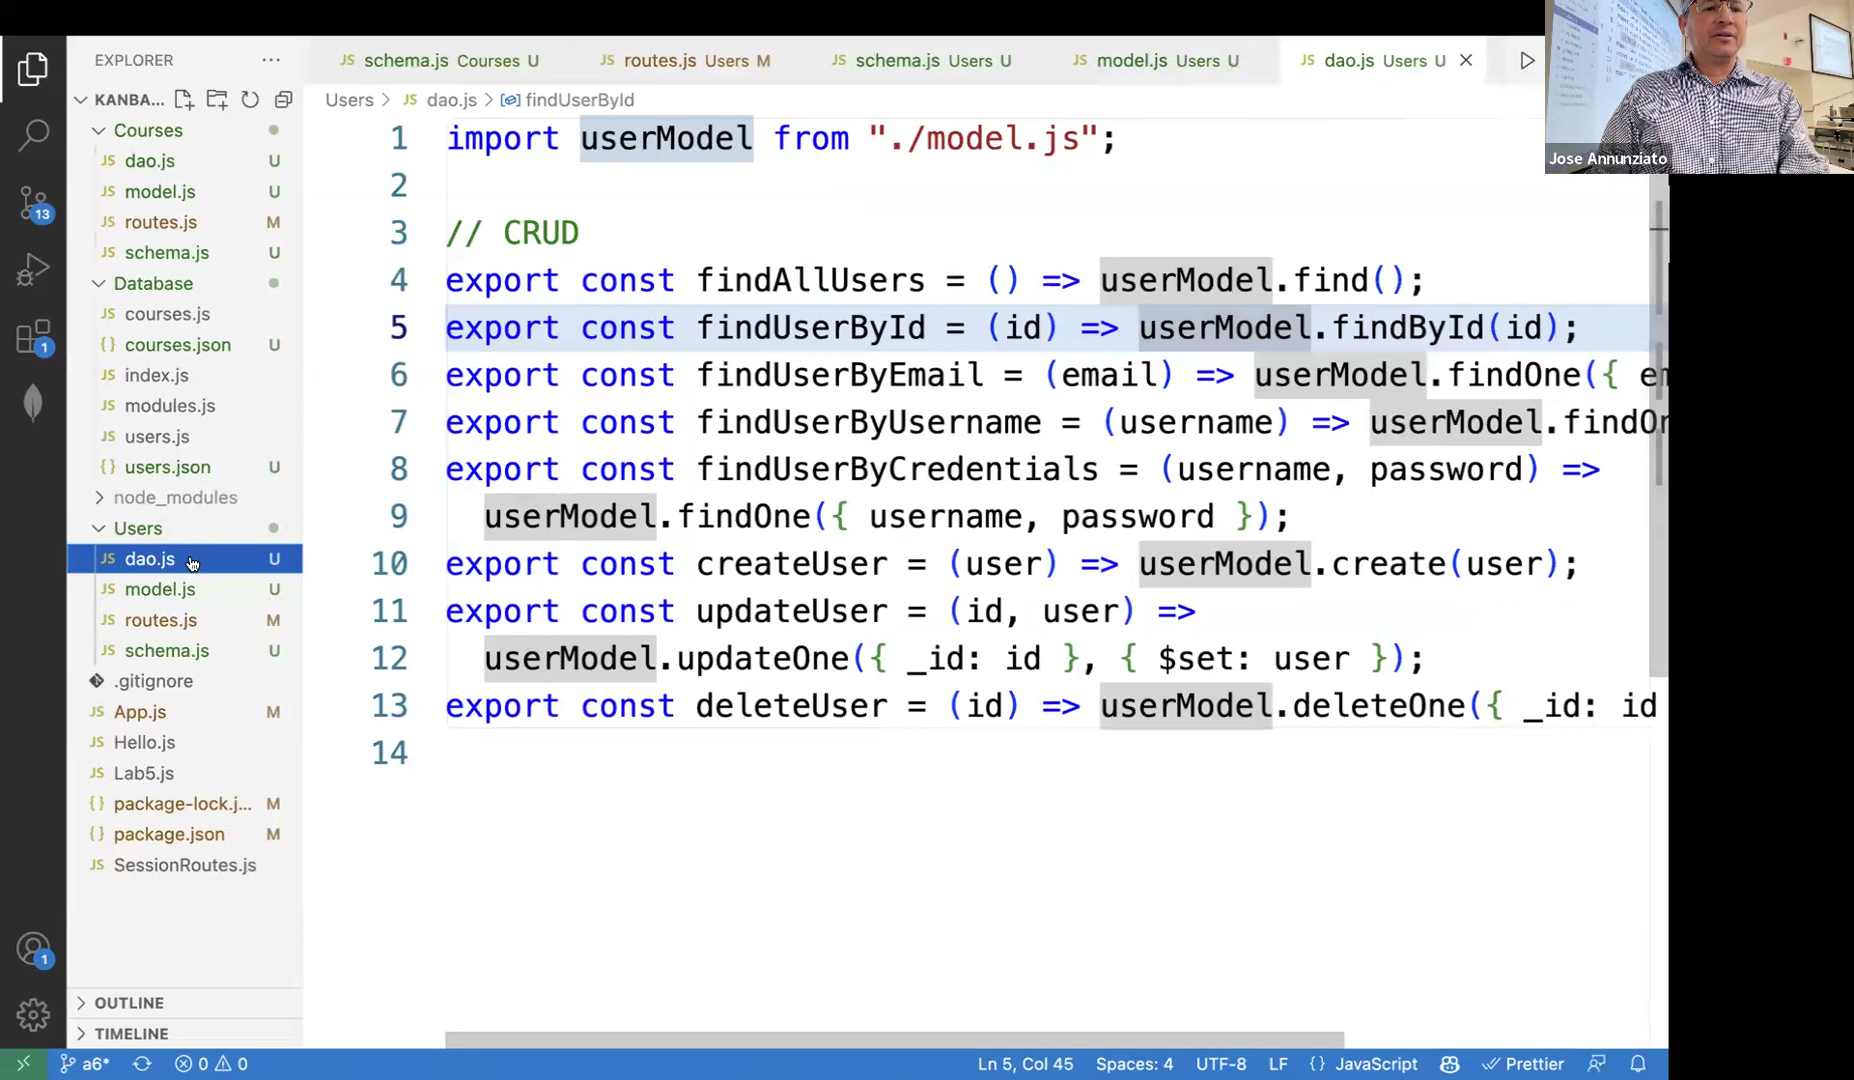 EXPLORER
KANBA...
Courses
dao.js U
model.js U
routes.js M
schema.js U
Database
courses.js
courses.json U
index.js
modules.js
users.js
users.json U
node_modules
Users
dao.js U
model.js U
routes.js M
schema.js U
.gitignore
App.js M
Hello.js
Lab5.js
package-lock.j... M
package.json M
SessionRoutes.js
OUTLINE
TIMELINE
13
1
1
JS schema.js Courses U
JS routes.js Users M
JS schema.js Users U
JS model.js Users U
JS dao.js Users U
Users > JS dao.js > findUserById
1 import userModel from "./model.js";
2
3 // CRUD
4 export const findAllUsers = () => userModel.find();
5 export const findUserById = (id) => userModel.findById(id);
6 export const findUserByEmail = (email) => userModel.findOne({ em
7 export const findUserByUsername = (username) => userModel.findOn
8 export const findUserByCredentials = (username, password) =>
9 userModel.findOne({ username, password });
10 export const createUser = (user) => userModel.create(user);
11 export const updateUser = (id, user) =>
12 userModel.updateOne({ _id: id }, { $set: user });
13 export const deleteUser = (id) => userModel.deleteOne({ _id: id
14
Jose Annunziato
a6* 0 0 Ln 5, Col 45 Spaces: 4 UTF-8 LF {} JavaScript Prettier